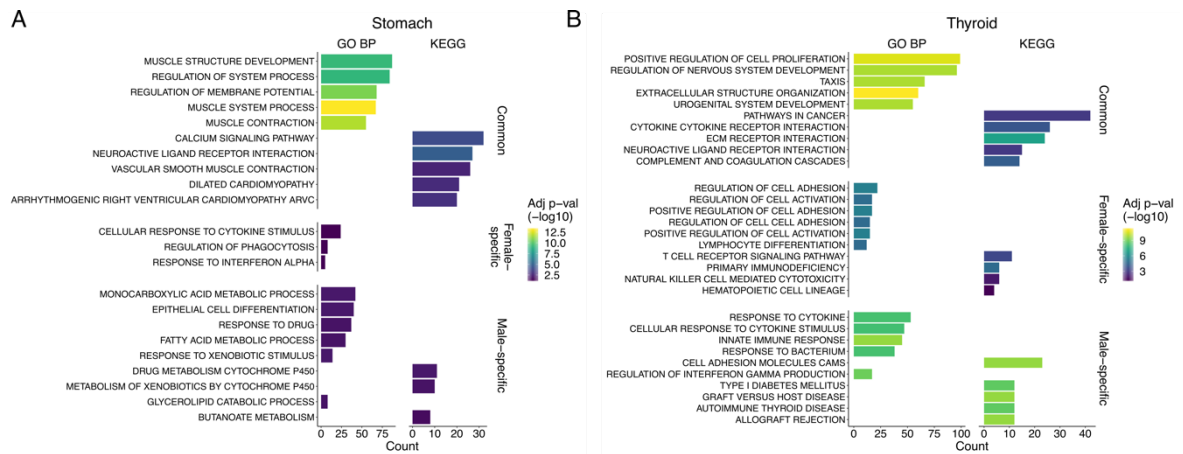 A
Stomach
GO BP
KEGG
MUSCLE STRUCTURE DEVELOPMENT
REGULATION OF SYSTEM PROCESS
REGULATION OF MEMBRANE POTENTIAL
MUSCLE SYSTEM PROCESS
MUSCLE CONTRACTION
CALCIUM SIGNALING PATHWAY
NEUROACTIVE LIGAND RECEPTOR INTERACTION
VASCULAR SMOOTH MUSCLE CONTRACTION
DILATED CARDIOMYOPATHY
ARRHYTHMOGENIC RIGHT VENTRICULAR CARDIOMYOPATHY ARVC
Common
CELLULAR RESPONSE TO CYTOKINE STIMULUS
REGULATION OF PHAGOCYTOSIS
RESPONSE TO INTERFERON ALPHA
Female-
specific
MONOCARBOXYLIC ACID METABOLIC PROCESS
EPITHELIAL CELL DIFFERENTIATION
RESPONSE TO DRUG
FATTY ACID METABOLIC PROCESS
RESPONSE TO XENOBIOTIC STIMULUS
DRUG METABOLISM CYTOCHROME P450
METABOLISM OF XENOBIOTICS BY CYTOCHROME P450
GLYCEROLIPID CATABOLIC PROCESS
BUTANOATE METABOLISM
Male-specific
0 25 50 75
0 10 20 30
Count
Adj p-val
(-log10)
12.5
10.0
7.5
5.0
2.5
B
Thyroid
GO BP
KEGG
POSITIVE REGULATION OF CELL PROLIFERATION
REGULATION OF NERVOUS SYSTEM DEVELOPMENT
TAXIS
EXTRACELLULAR STRUCTURE ORGANIZATION
UROGENITAL SYSTEM DEVELOPMENT
PATHWAYS IN CANCER
CYTOKINE CYTOKINE RECEPTOR INTERACTION
ECM RECEPTOR INTERACTION
NEUROACTIVE LIGAND RECEPTOR INTERACTION
COMPLEMENT AND COAGULATION CASCADES
Common
REGULATION OF CELL ADHESION
REGULATION OF CELL ACTIVATION
POSITIVE REGULATION OF CELL ADHESION
REGULATION OF CELL CELL ADHESION
POSITIVE REGULATION OF CELL ACTIVATION
LYMPHOCYTE DIFFERENTIATION
T CELL RECEPTOR SIGNALING PATHWAY
PRIMARY IMMUNODEFICIENCY
NATURAL KILLER CELL MEDIATED CYTOTOXICITY
HEMATOPOIETIC CELL LINEAGE
Female-specific
RESPONSE TO CYTOKINE
CELLULAR RESPONSE TO CYTOKINE STIMULUS
INNATE IMMUNE RESPONSE
RESPONSE TO BACTERIUM
CELL ADHESION MOLECULES CAMS
REGULATION OF INTERFERON GAMMA PRODUCTION
TYPE I DIABETES MELLITUS
GRAFT VERSUS HOST DISEASE
AUTOIMMUNE THYROID DISEASE
ALLOGRAFT REJECTION
Male-specific
0 25 50 75 100
0 10 20 30 40
Count
Adj p-val
(-log10)
9
6
3